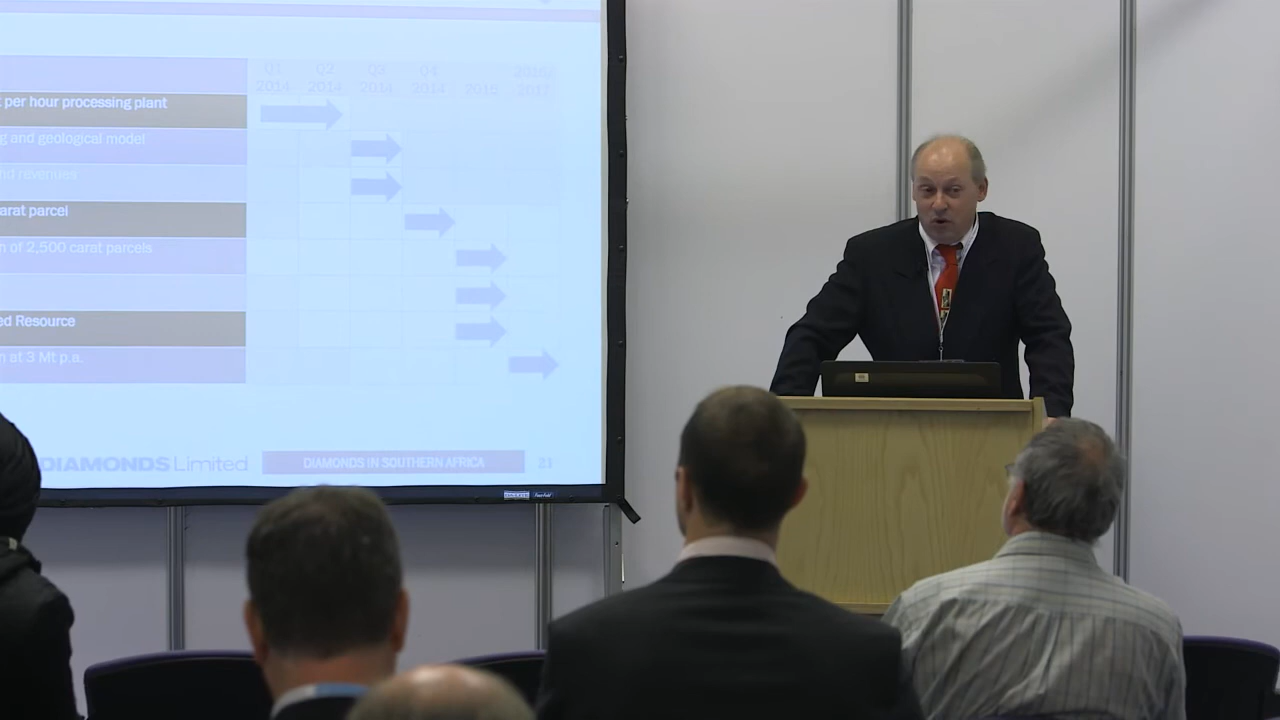 Q1 Q2 Q3 Q4 2016/
2014 2014 2014 2014 2015 2017
per hour processing plant
g and geological model
nd revenues
arat parcel
n of 2,500 carat parcels
ed Resource
n at 3 Mt p.a.
DIAMONDS Limited
DIAMONDS IN SOUTHERN AFRICA
21